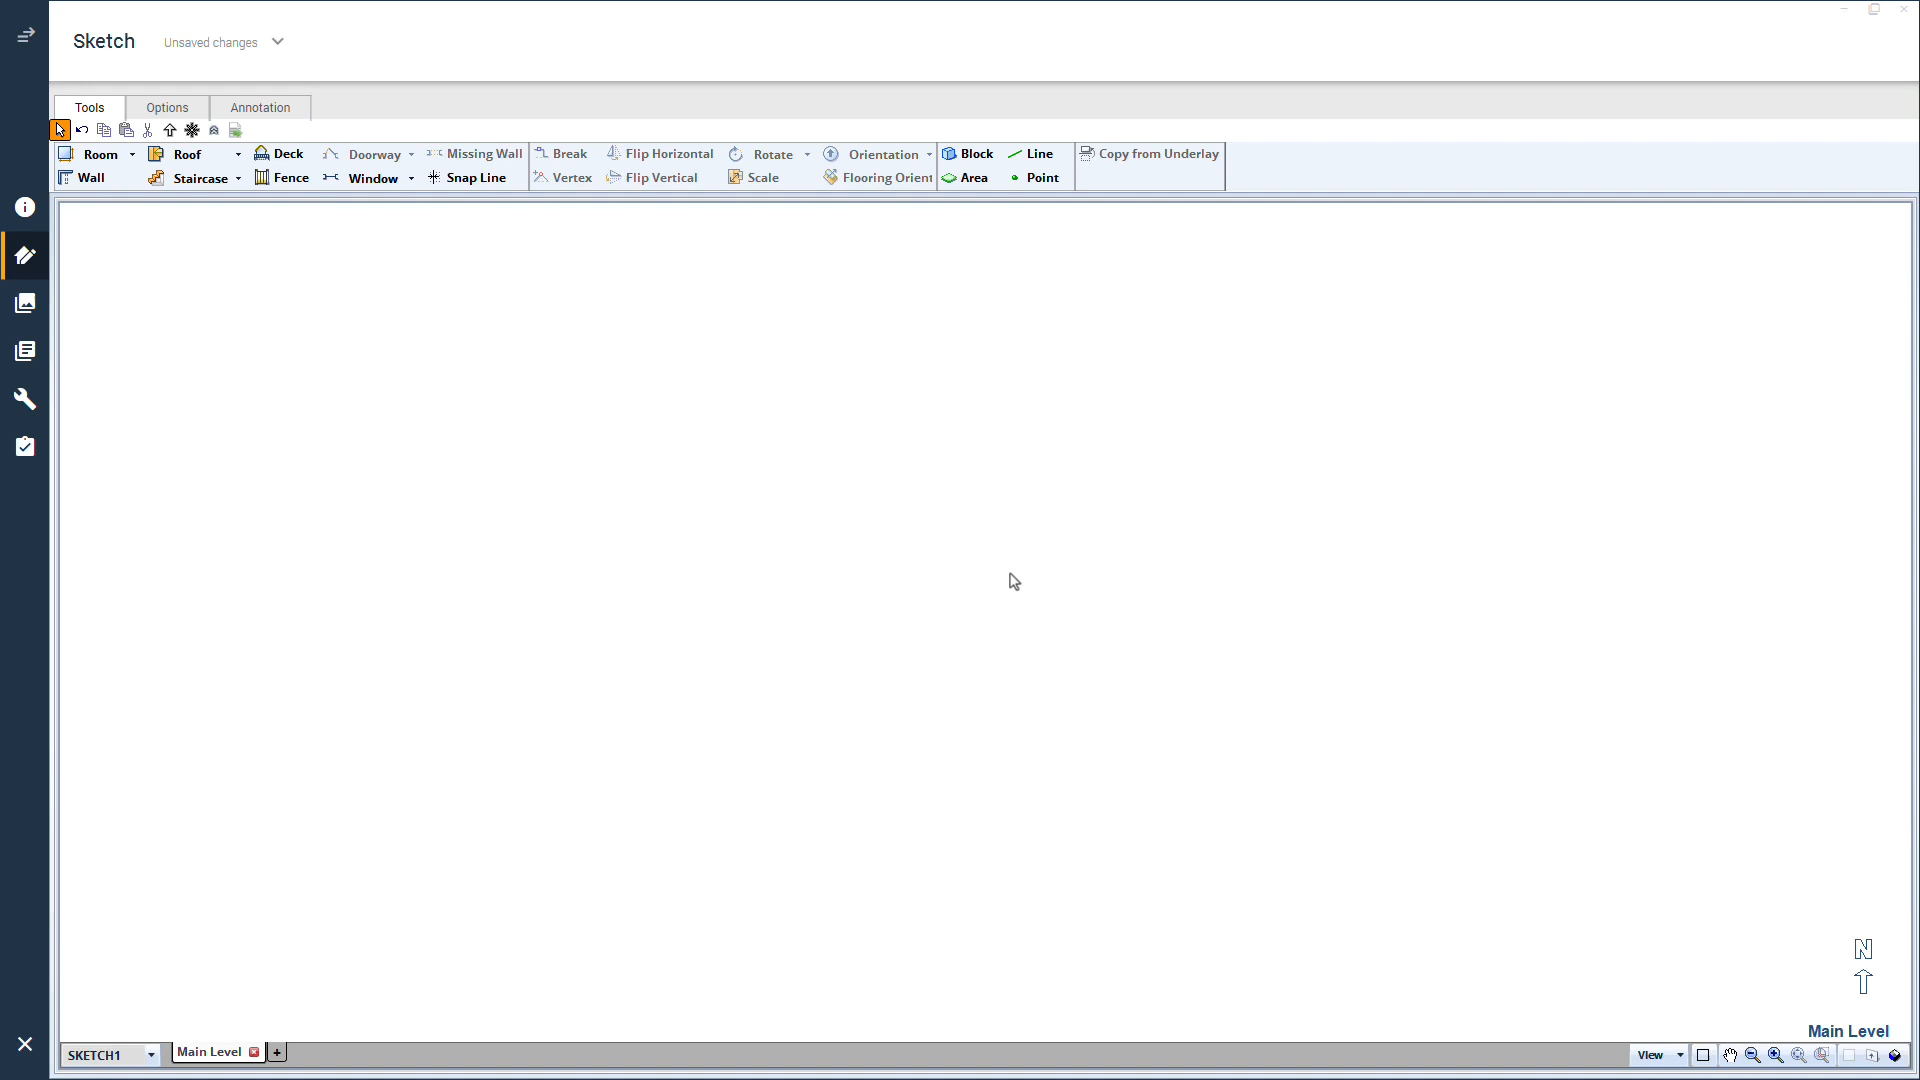 Sketch Unsaved changes
Tools Options Annotation
Room Roof Deck Doorway Missing Wall Break Flip Horizontal Rotate Orientation Block Line Copy from Underlay
Wall Staircase Fence Window Snap Line Vertex Flip Vertical Scale Flooring Orient Area Point
N
Main Level
SKETCH1 Main Level + View